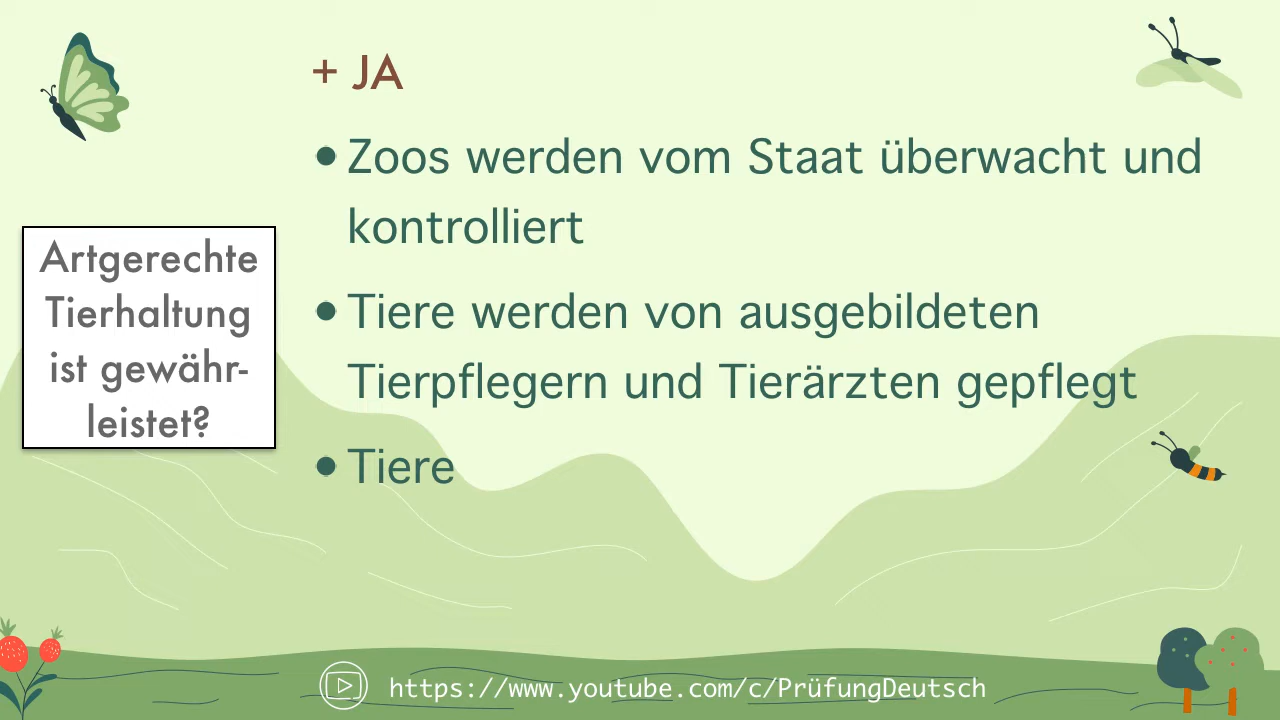 + JA
• Zoos werden vom Staat überwacht und
kontrolliert
Artgerechte
Tierhaltung
ist gewähr-
leistet?
• Tiere werden von ausgebildeten
Tierpflegern und Tierärzten gepflegt
• Tiere
https://www.youtube.com/c/PrüfungDeutsch